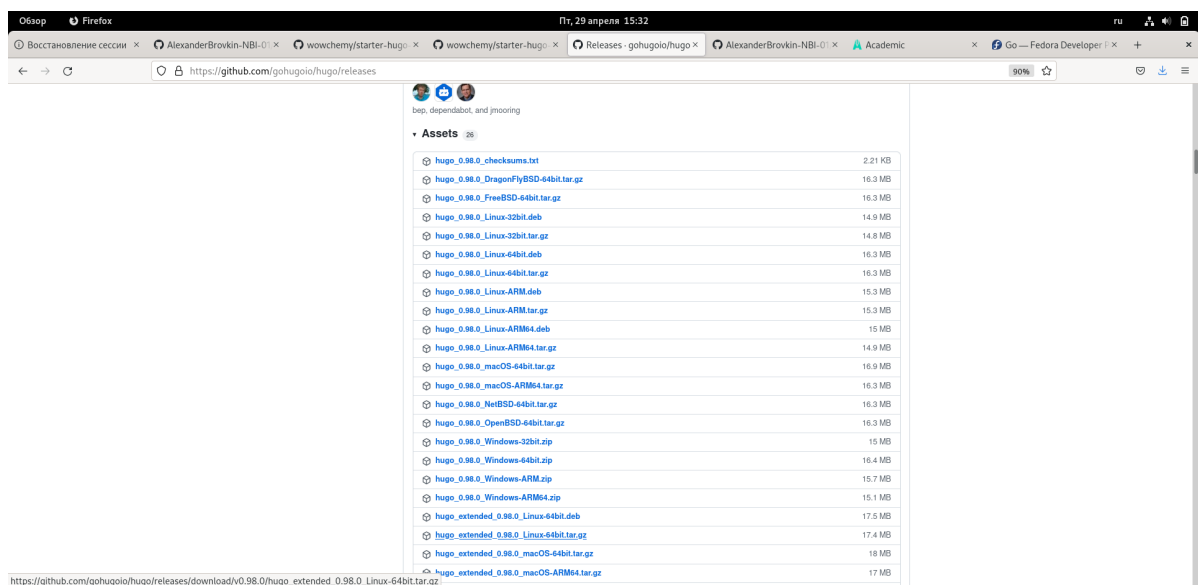 Обзор Firefox Пт, 29 апреля 15:32 ru
Восстановление сессии × AlexanderBrovkin-NBI-01 × wowchemy/starter-hugo- × wowchemy/starter-hugo- × Releases · gohugoio/hugo × AlexanderBrovkin-NBI-01 × Academic × Go — Fedora Developer P × + ×
https://github.com/gohugoio/hugo/releases 90%
bep, dependabot, and jmooring
Assets 26
hugo_0.98.0_checksums.txt 2.21 KB
hugo_0.98.0_DragonFlyBSD-64bit.tar.gz 16.3 MB
hugo_0.98.0_FreeBSD-64bit.tar.gz 16.3 MB
hugo_0.98.0_Linux-32bit.deb 14.9 MB
hugo_0.98.0_Linux-32bit.tar.gz 14.8 MB
hugo_0.98.0_Linux-64bit.deb 16.3 MB
hugo_0.98.0_Linux-64bit.tar.gz 16.3 MB
hugo_0.98.0_Linux-ARM.deb 15.3 MB
hugo_0.98.0_Linux-ARM.tar.gz 15.3 MB
hugo_0.98.0_Linux-ARM64.deb 15 MB
hugo_0.98.0_Linux-ARM64.tar.gz 14.9 MB
hugo_0.98.0_macOS-64bit.tar.gz 16.9 MB
hugo_0.98.0_macOS-ARM64.tar.gz 16.3 MB
hugo_0.98.0_NetBSD-64bit.tar.gz 16.3 MB
hugo_0.98.0_OpenBSD-64bit.tar.gz 16.3 MB
hugo_0.98.0_Windows-32bit.zip 15 MB
hugo_0.98.0_Windows-64bit.zip 16.4 MB
hugo_0.98.0_Windows-ARM.zip 15.7 MB
hugo_0.98.0_Windows-ARM64.zip 15.1 MB
hugo_extended_0.98.0_Linux-64bit.deb 17.5 MB
hugo_extended_0.98.0_Linux-64bit.tar.gz 17.4 MB
hugo_extended_0.98.0_macOS-64bit.tar.gz 18 MB
hugo_extended_0.98.0_macOS-ARM64.tar.gz 17 MB
https://github.com/gohugoio/hugo/releases/download/v0.98.0/hugo_extended_0.98.0_Linux-64bit.tar.gz